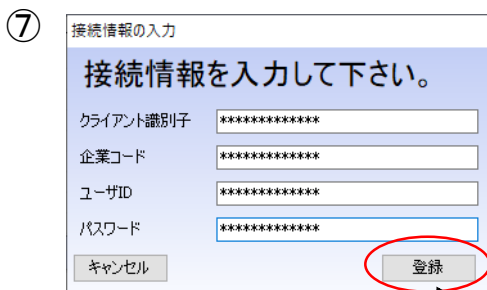 ⑦
接続情報の入力
接続情報を入力して下さい。
クライアント識別子 *************
企業コード *************
ユーザID *************
パスワード *************
キャンセル 登録